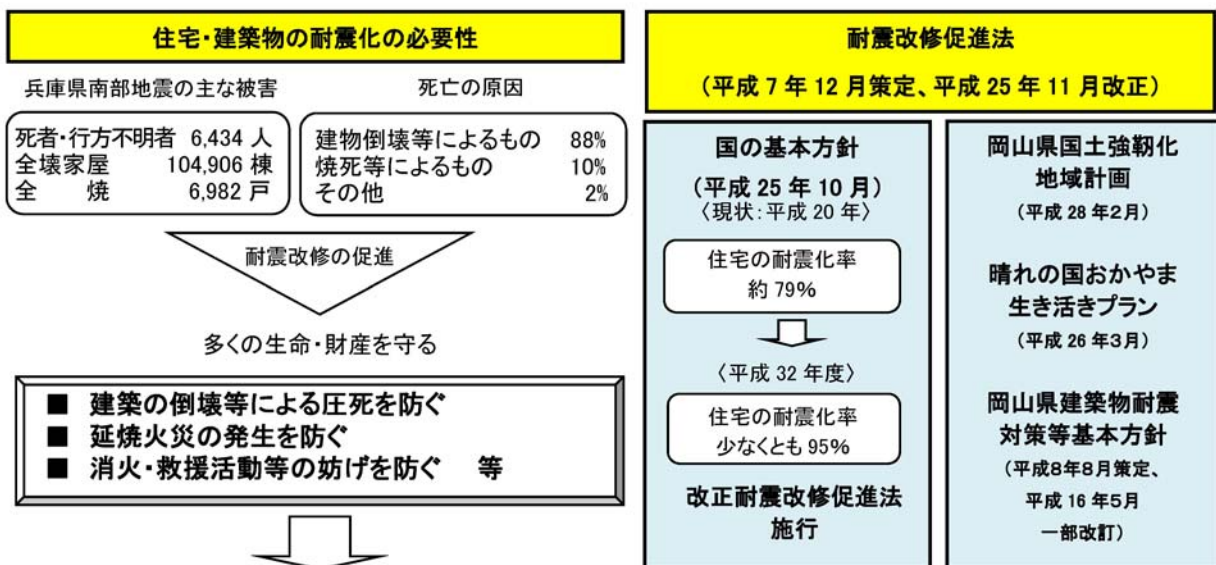 住宅・建築物の耐震化の必要性
兵庫県南部地震の主な被害
死者・行方不明者 6,434 人
全壊家屋 104,906 棟
全 焼 6,982 戸
死亡の原因
建物倒壊等によるもの 88%
焼死等によるもの 10%
その他 2%
耐震改修の促進
多くの生命・財産を守る
■ 建築の倒壊等による圧死を防ぐ
■ 延焼火災の発生を防ぐ
■ 消火・救援活動等の妨げを防ぐ 等
耐震改修促進法
(平成 7 年 12 月策定、平成 25 年 11 月改正)
国の基本方針
(平成 25 年 10 月)
〈現状：平成 20 年〉
住宅の耐震化率
約 79%
〈平成 32 年度〉
住宅の耐震化率
少なくとも 95%
改正耐震改修促進法
施行
岡山県国土強靭化
地域計画
(平成 28 年2月)
晴れの国おかやま
生き活きプラン
(平成 26 年3月)
岡山県建築物耐震
対策等基本方針
(平成8年8月策定、
平成 16 年5月
一部改訂)